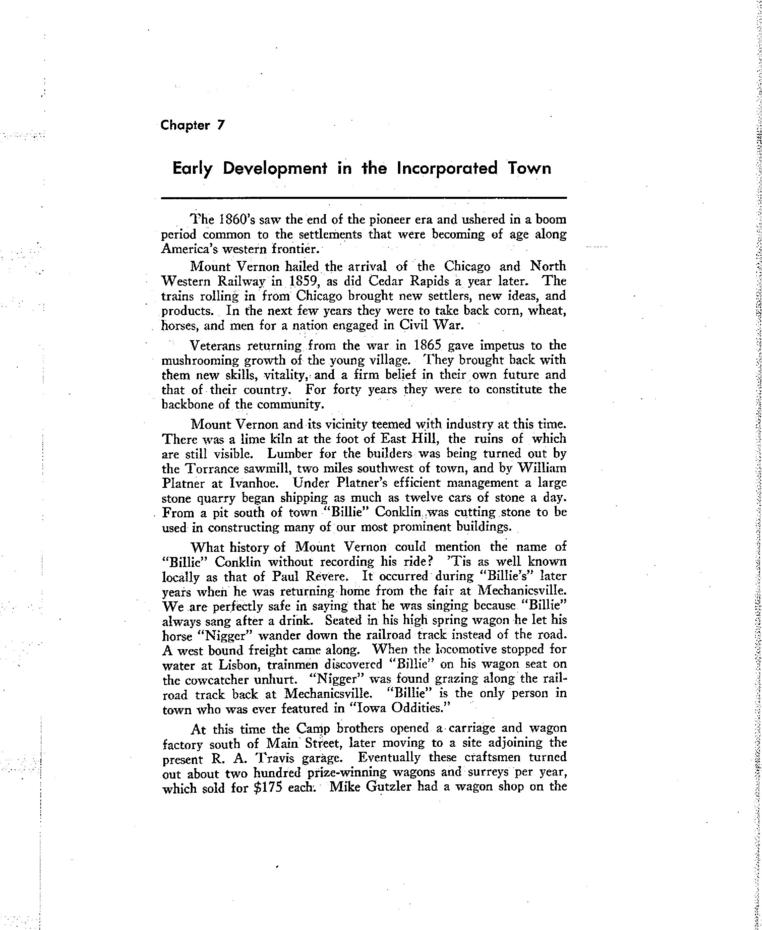 Chapter 7
Early Development in the Incorporated Town
The 1860's saw the end of the pioneer era and ushered in a boom
period common to the settlements that were becoming of age along
America's western frontier.
Mount Vernon hailed the arrival of the Chicago and North
Western Railway in 1859, as did Cedar Rapids a year later. The
trains rolling in from Chicago brought new settlers, new ideas, and
products. In the next few years they were to take back corn, wheat,
horses, and men for a nation engaged in Civil War.
Veterans returning from the war in 1865 gave impetus to the
mushrooming growth of the young village. They brought back with
them new skills, vitality, and a firm belief in their own future and
that of their country. For forty years they were to constitute the
backbone of the community.
Mount Vernon and its vicinity teemed with industry at this time.
There was a lime kiln at the foot of East Hill, the ruins of which
are still visible. Lumber for the builders was being turned out by
the Torrance sawmill, two miles southwest of town, and by William
Platner at Ivanhoe. Under Platner's efficient management a large
stone quarry began shipping as much as twelve cars of stone a day.
From a pit south of town "Billie" Conklin was cutting stone to be
used in constructing many of our most prominent buildings.
What history of Mount Vernon could mention the name of
"Billie" Conklin without recording his ride? 'Tis as well known
locally as that of Paul Revere. It occurred during "Billie's" later
years when he was returning home from the fair at Mechanicsville.
We are perfectly safe in saying that he was singing because "Billie"
always sang after a drink. Seated in his high spring wagon he let his
horse "Nigger" wander down the railroad track instead of the road.
A west bound freight came along. When the locomotive stopped for
water at Lisbon, trainmen discovered "Billie" on his wagon seat on
the cowcatcher unhurt. "Nigger" was found grazing along the rail-
road track back at Mechanicsville. "Billie" is the only person in
town who was ever featured in "Iowa Oddities."
At this time the Camp brothers opened a carriage and wagon
factory south of Main Street, later moving to a site adjoining the
present R. A. Travis garage. Eventually these craftsmen turned
out about two hundred prize-winning wagons and surreys per year,
which sold for $175 each. Mike Gutzler had a wagon shop on the